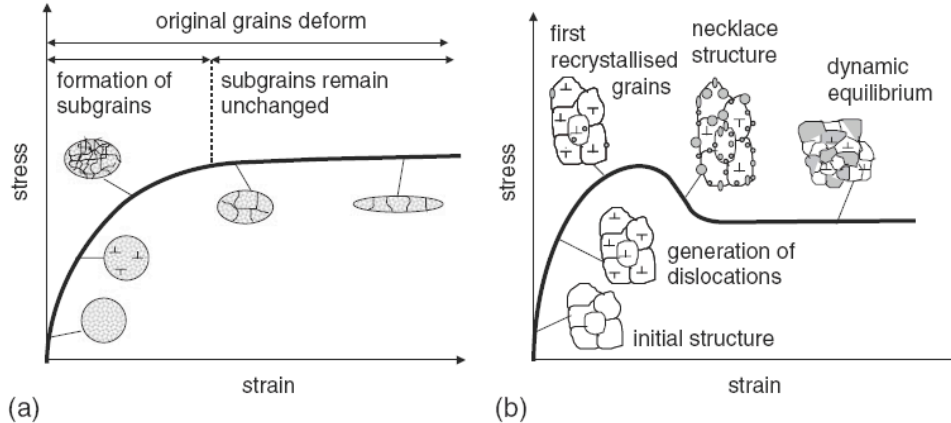 original grains deform
formation of
subgrains
subgrains remain
unchanged
stress
strain
(a)
first
recrystallised
grains
necklace
structure
dynamic
equilibrium
stress
generation of
dislocations
initial structure
strain
(b)